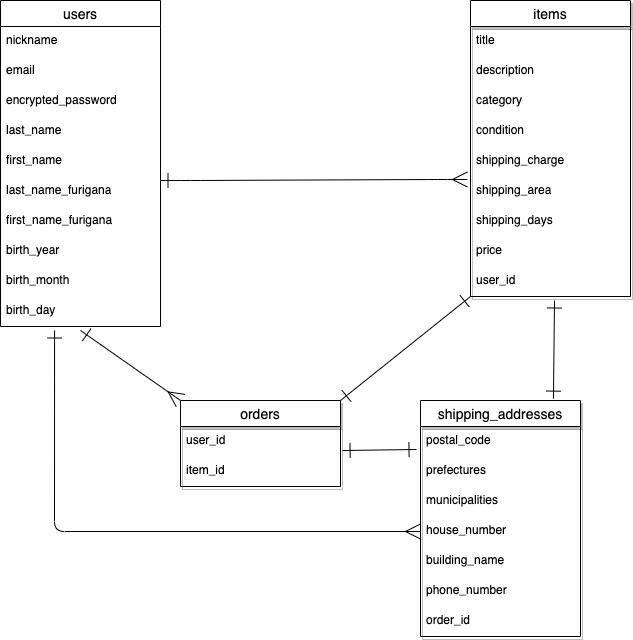 users
nickname
email
encrypted_password
last_name
first_name
last_name_furigana
first_name_furigana
birth_year
birth_month
birth_day
items
title
description
category
condition
shipping_charge
shipping_area
shipping_days
price
user_id
orders
user_id
item_id
shipping_addresses
postal_code
prefectures
municipalities
house_number
building_name
phone_number
order_id